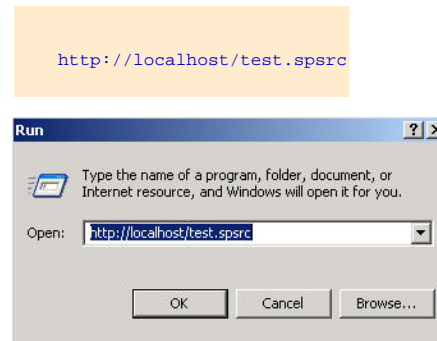 http://localhost/test.spsrc
Run
Type the name of a program, folder, document, or
Internet resource, and Windows will open it for you.
Open: http://localhost/test.spsrc
OK Cancel Browse...